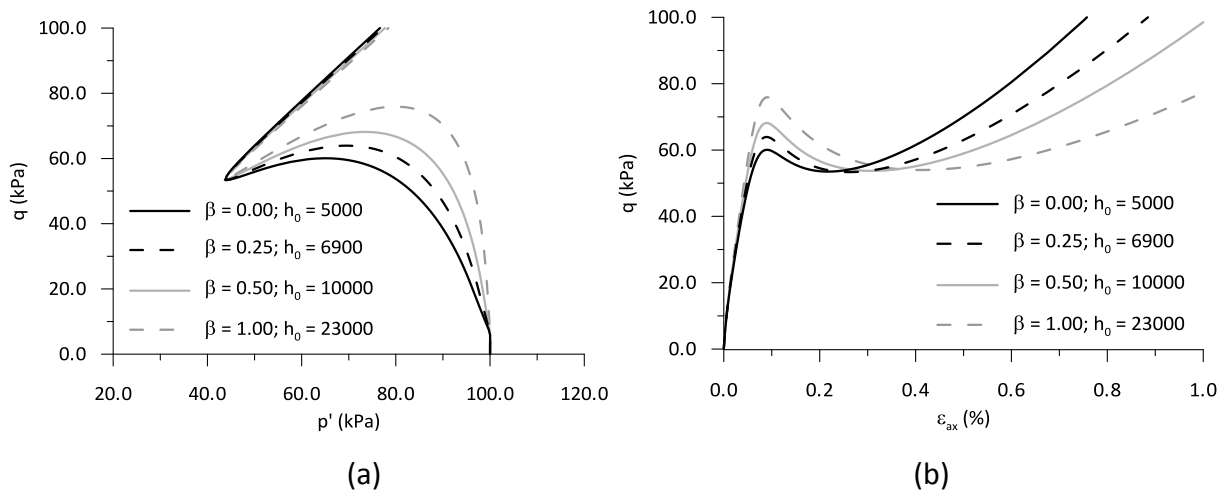 100.0
80.0
60.0
40.0
20.0
0.0
q (kPa)
β = 0.00; h0 = 5000
β = 0.25; h0 = 6900
β = 0.50; h0 = 10000
β = 1.00; h0 = 23000
20.0 40.0 60.0 80.0 100.0 120.0
p' (kPa)
(a)
100.0
80.0
60.0
40.0
20.0
0.0
q (kPa)
β = 0.00; h0 = 5000
β = 0.25; h0 = 6900
β = 0.50; h0 = 10000
β = 1.00; h0 = 23000
0.0 0.2 0.4 0.6 0.8 1.0
εax (%)
(b)